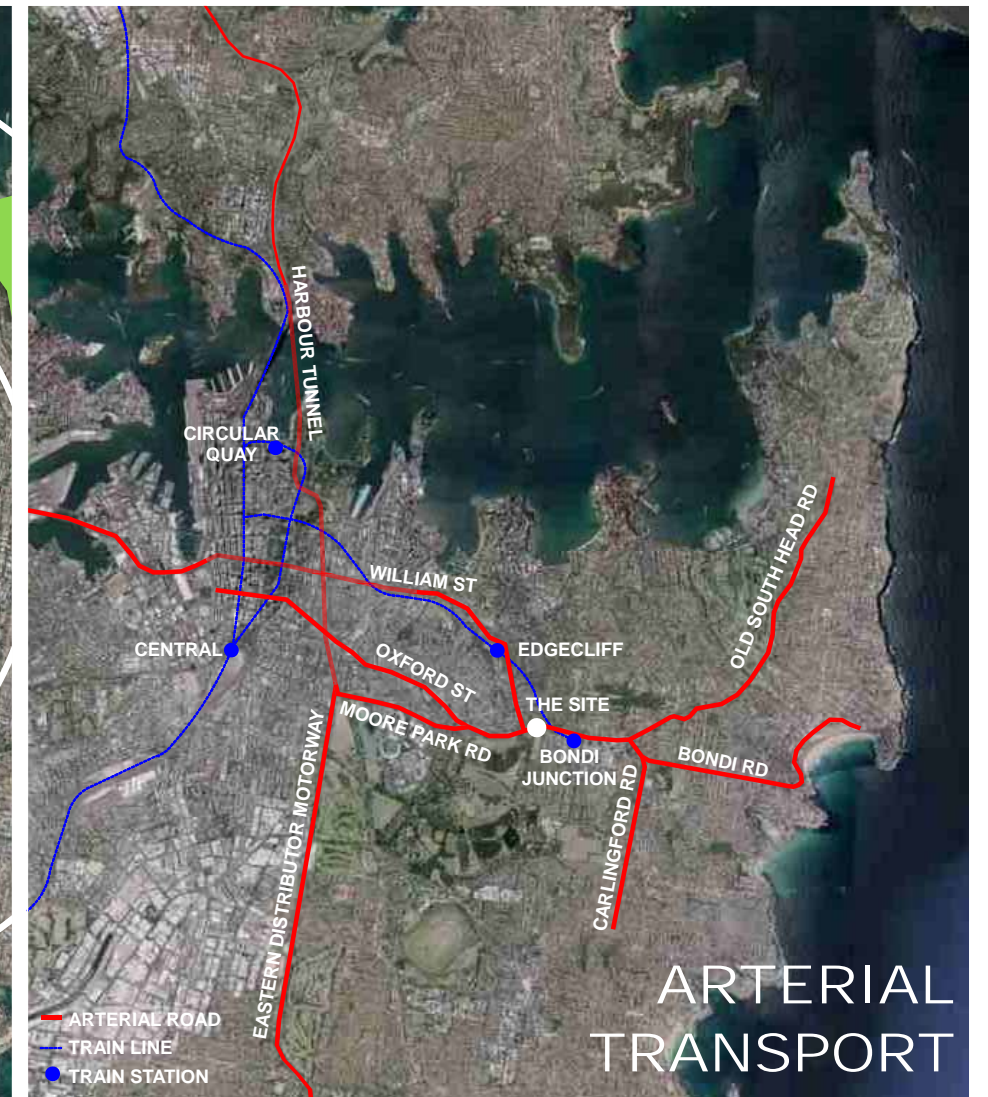 HARBOUR TUNNEL
CIRCULAR
QUAY
WILLIAM ST
OLD SOUTH HEAD RD
CENTRAL
EDGECLIFF
OXFORD ST
THE SITE
MOORE PARK RD
BONDI
JUNCTION
BONDI RD
CARLINGFORD RD
EASTERN DISTRIBUTOR MOTORWAY
ARTERIAL
TRANSPORT
ARTERIAL ROAD
TRAIN LINE
TRAIN STATION